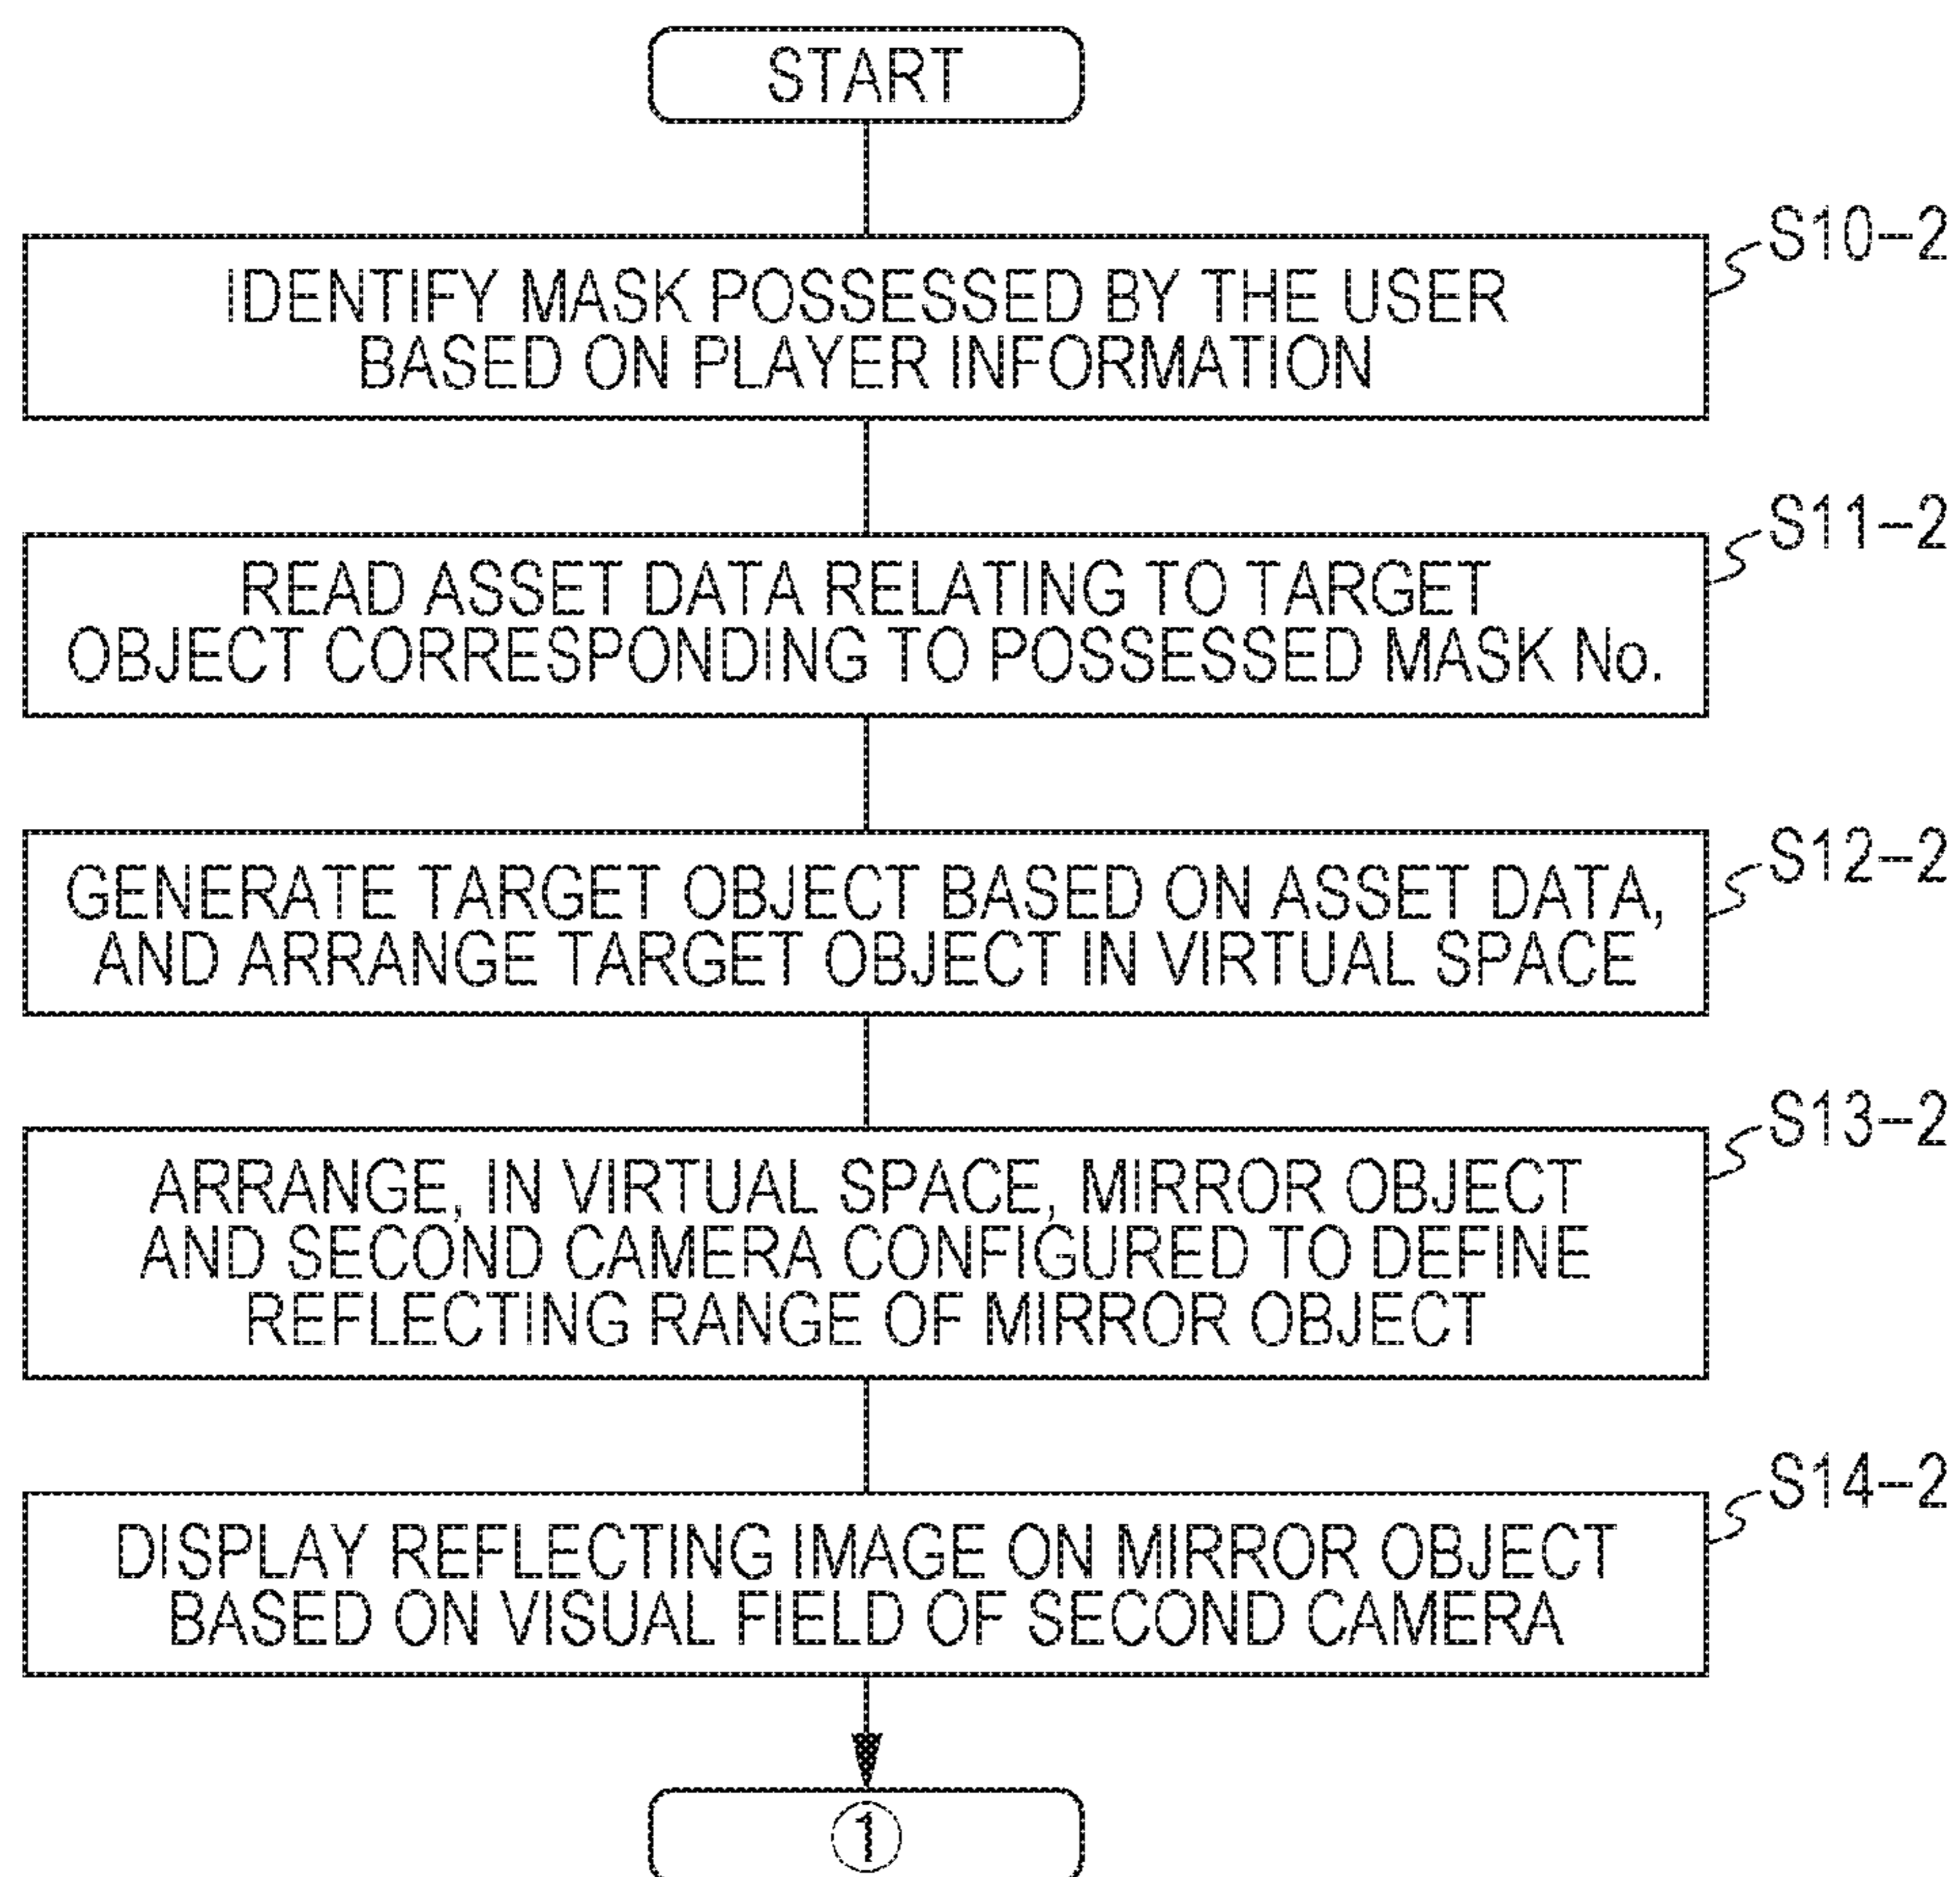 START
S10-2
IDENTIFY MASK POSSESSED BY THE USER
BASED ON PLAYER INFORMATION
S11-2
READ ASSET DATA RELATING TO TARGET
OBJECT CORRESPONDING TO POSSESSED MASK No.
S12-2
GENERATE TARGET OBJECT BASED ON ASSET DATA,
AND ARRANGE TARGET OBJECT IN VIRTUAL SPACE
S13-2
ARRANGE, IN VIRTUAL SPACE, MIRROR OBJECT
AND SECOND CAMERA CONFIGURED TO DEFINE
REFLECTING RANGE OF MIRROR OBJECT
S14-2
DISPLAY REFLECTING IMAGE ON MIRROR OBJECT
BASED ON VISUAL FIELD OF SECOND CAMERA
①